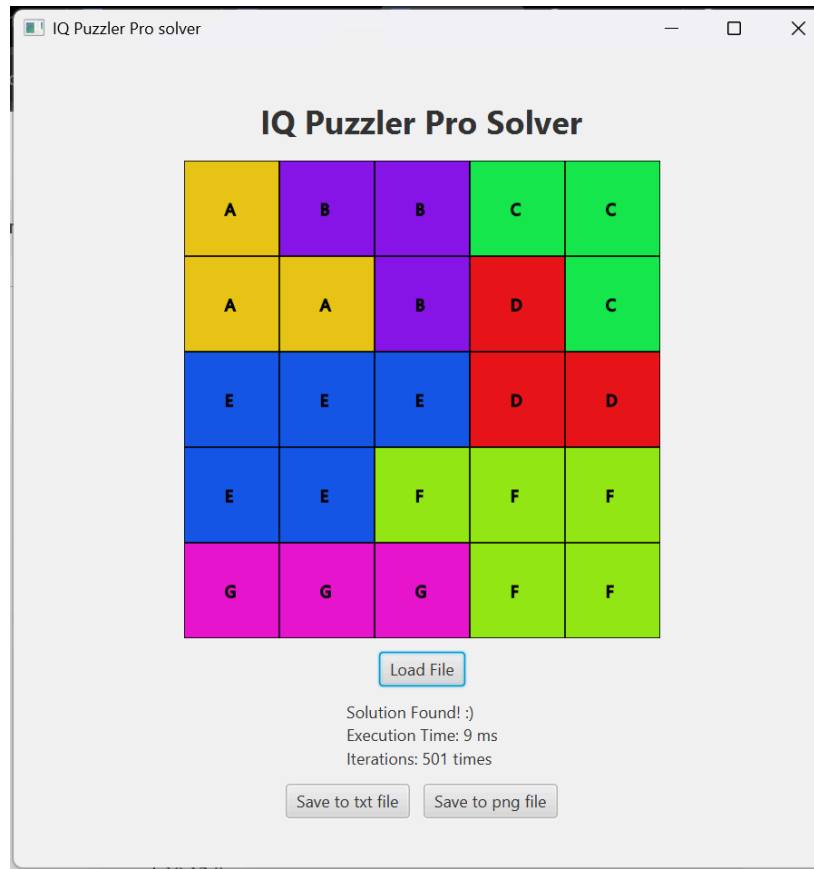 IQ Puzzler Pro solver
IQ Puzzler Pro Solver
A B B C C
A A B D C
E E E D D
E E F F F
G G G F F
Load File
Solution Found! :)
Execution Time: 9 ms
Iterations: 501 times
Save to txt file Save to png file